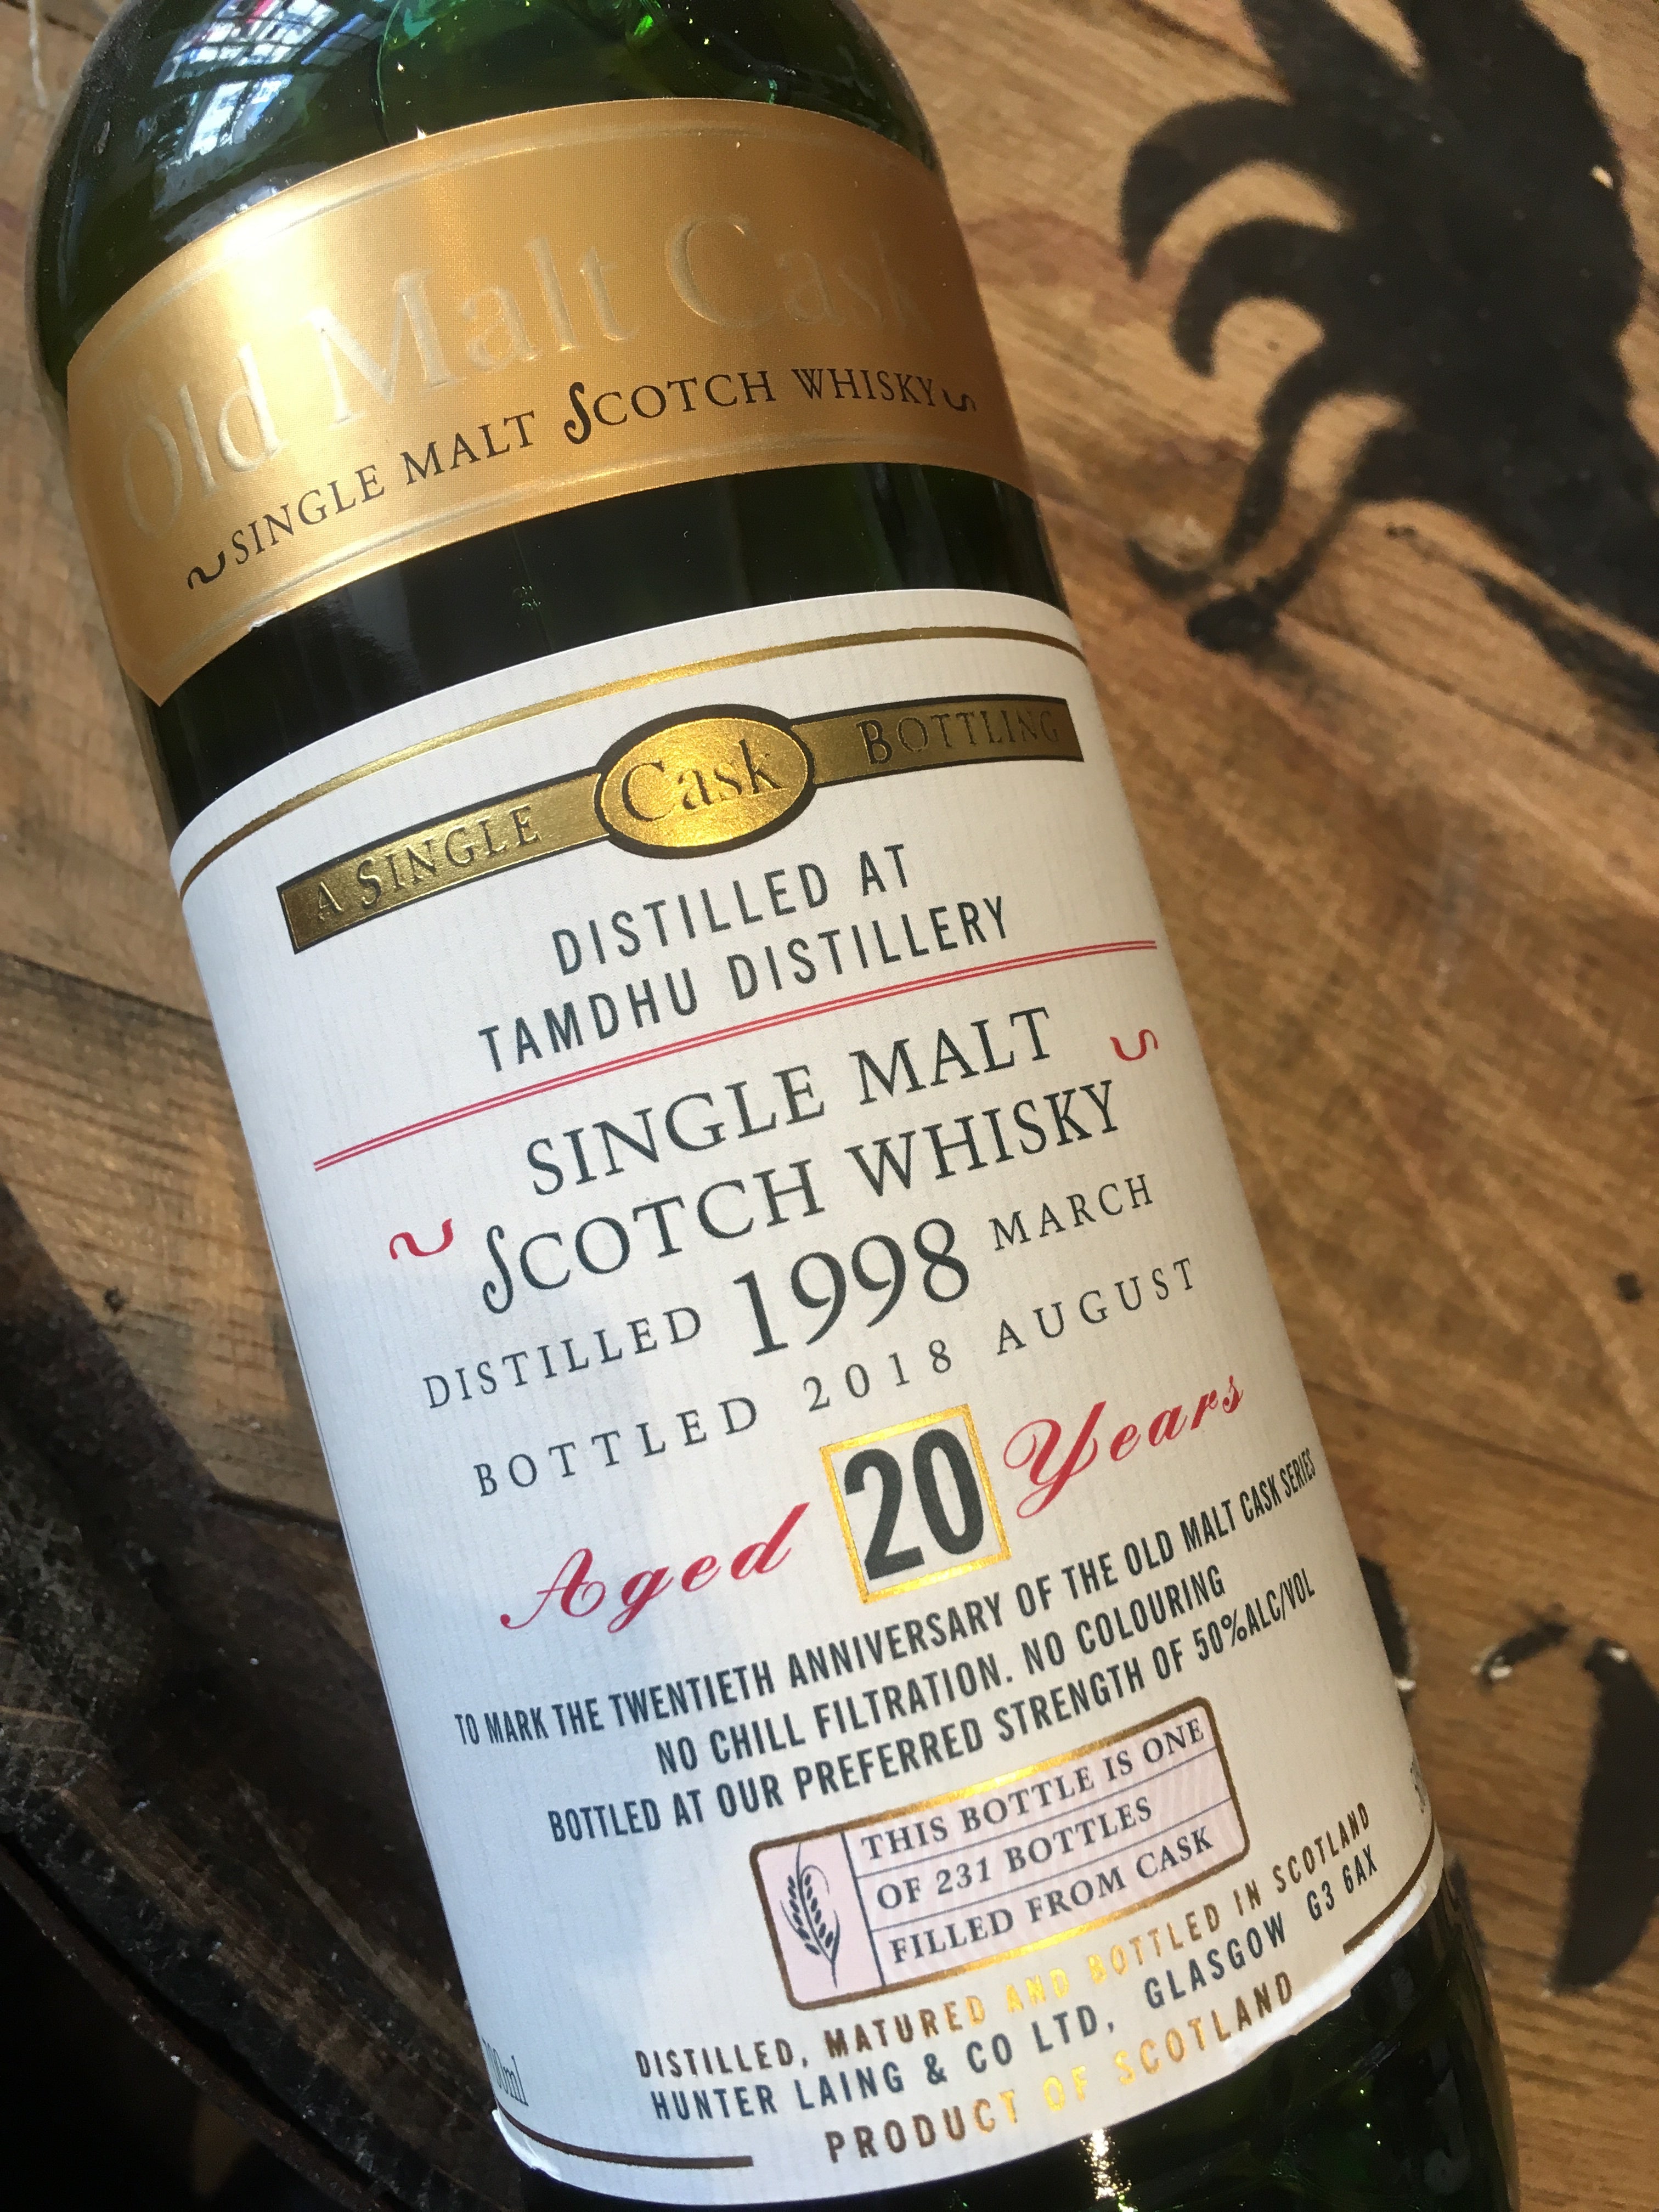 Old Malt Cask
SINGLE MALT SCOTCH WHISKY
A SINGLE Cask BOTTLING
DISTILLED AT
TAMDHU DISTILLERY
SINGLE MALT
SCOTCH WHISKY
DISTILLED 1998 MARCH
BOTTLED 2018 AUGUST
Aged 20 Years
TO MARK THE TWENTIETH ANNIVERSARY OF THE OLD MALT CASK SERIES
NO CHILL FILTRATION. NO COLOURING
BOTTLED AT OUR PREFERRED STRENGTH OF 50%ALC/VOL
THIS BOTTLE IS ONE
OF 231 BOTTLES
FILLED FROM CASK
DISTILLED, MATURED AND BOTTLED IN SCOTLAND
HUNTER LAING & CO LTD, GLASGOW G3 6AX
PRODUCT OF SCOTLAND